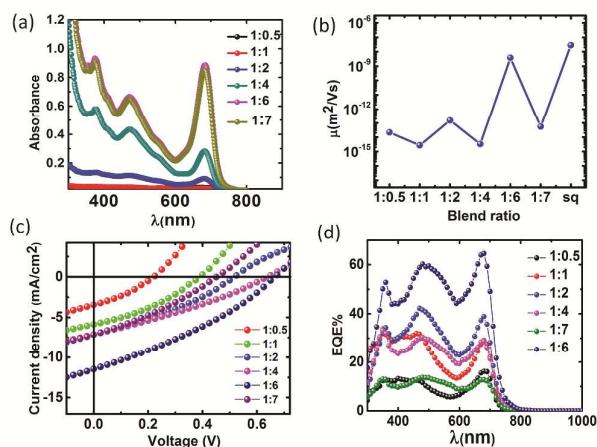 (a)
Absorbance
1.2
1.0
0.8
0.6
0.4
0.2
400
600
800
λ(nm)
1:0.5
1:1
1:2
1:4
1:6
1:7
(b)
μ(m²/Vs)
10⁻⁶
10⁻⁹
10⁻¹²
10⁻¹⁵
1:0.5 1:1 1:2 1:4 1:6 1:7 sq
Blend ratio
(c)
Current density (mA/cm²)
5
0
-5
-10
-15
0.0 0.2 0.4 0.6
Voltage (V)
1:0.5
1:1
1:2
1:4
1:6
1:7
(d)
EQE%
80
60
40
20
0
300 400 600 800 1000
λ(nm)
1:0.5
1:1
1:2
1:4
1:7
1:6